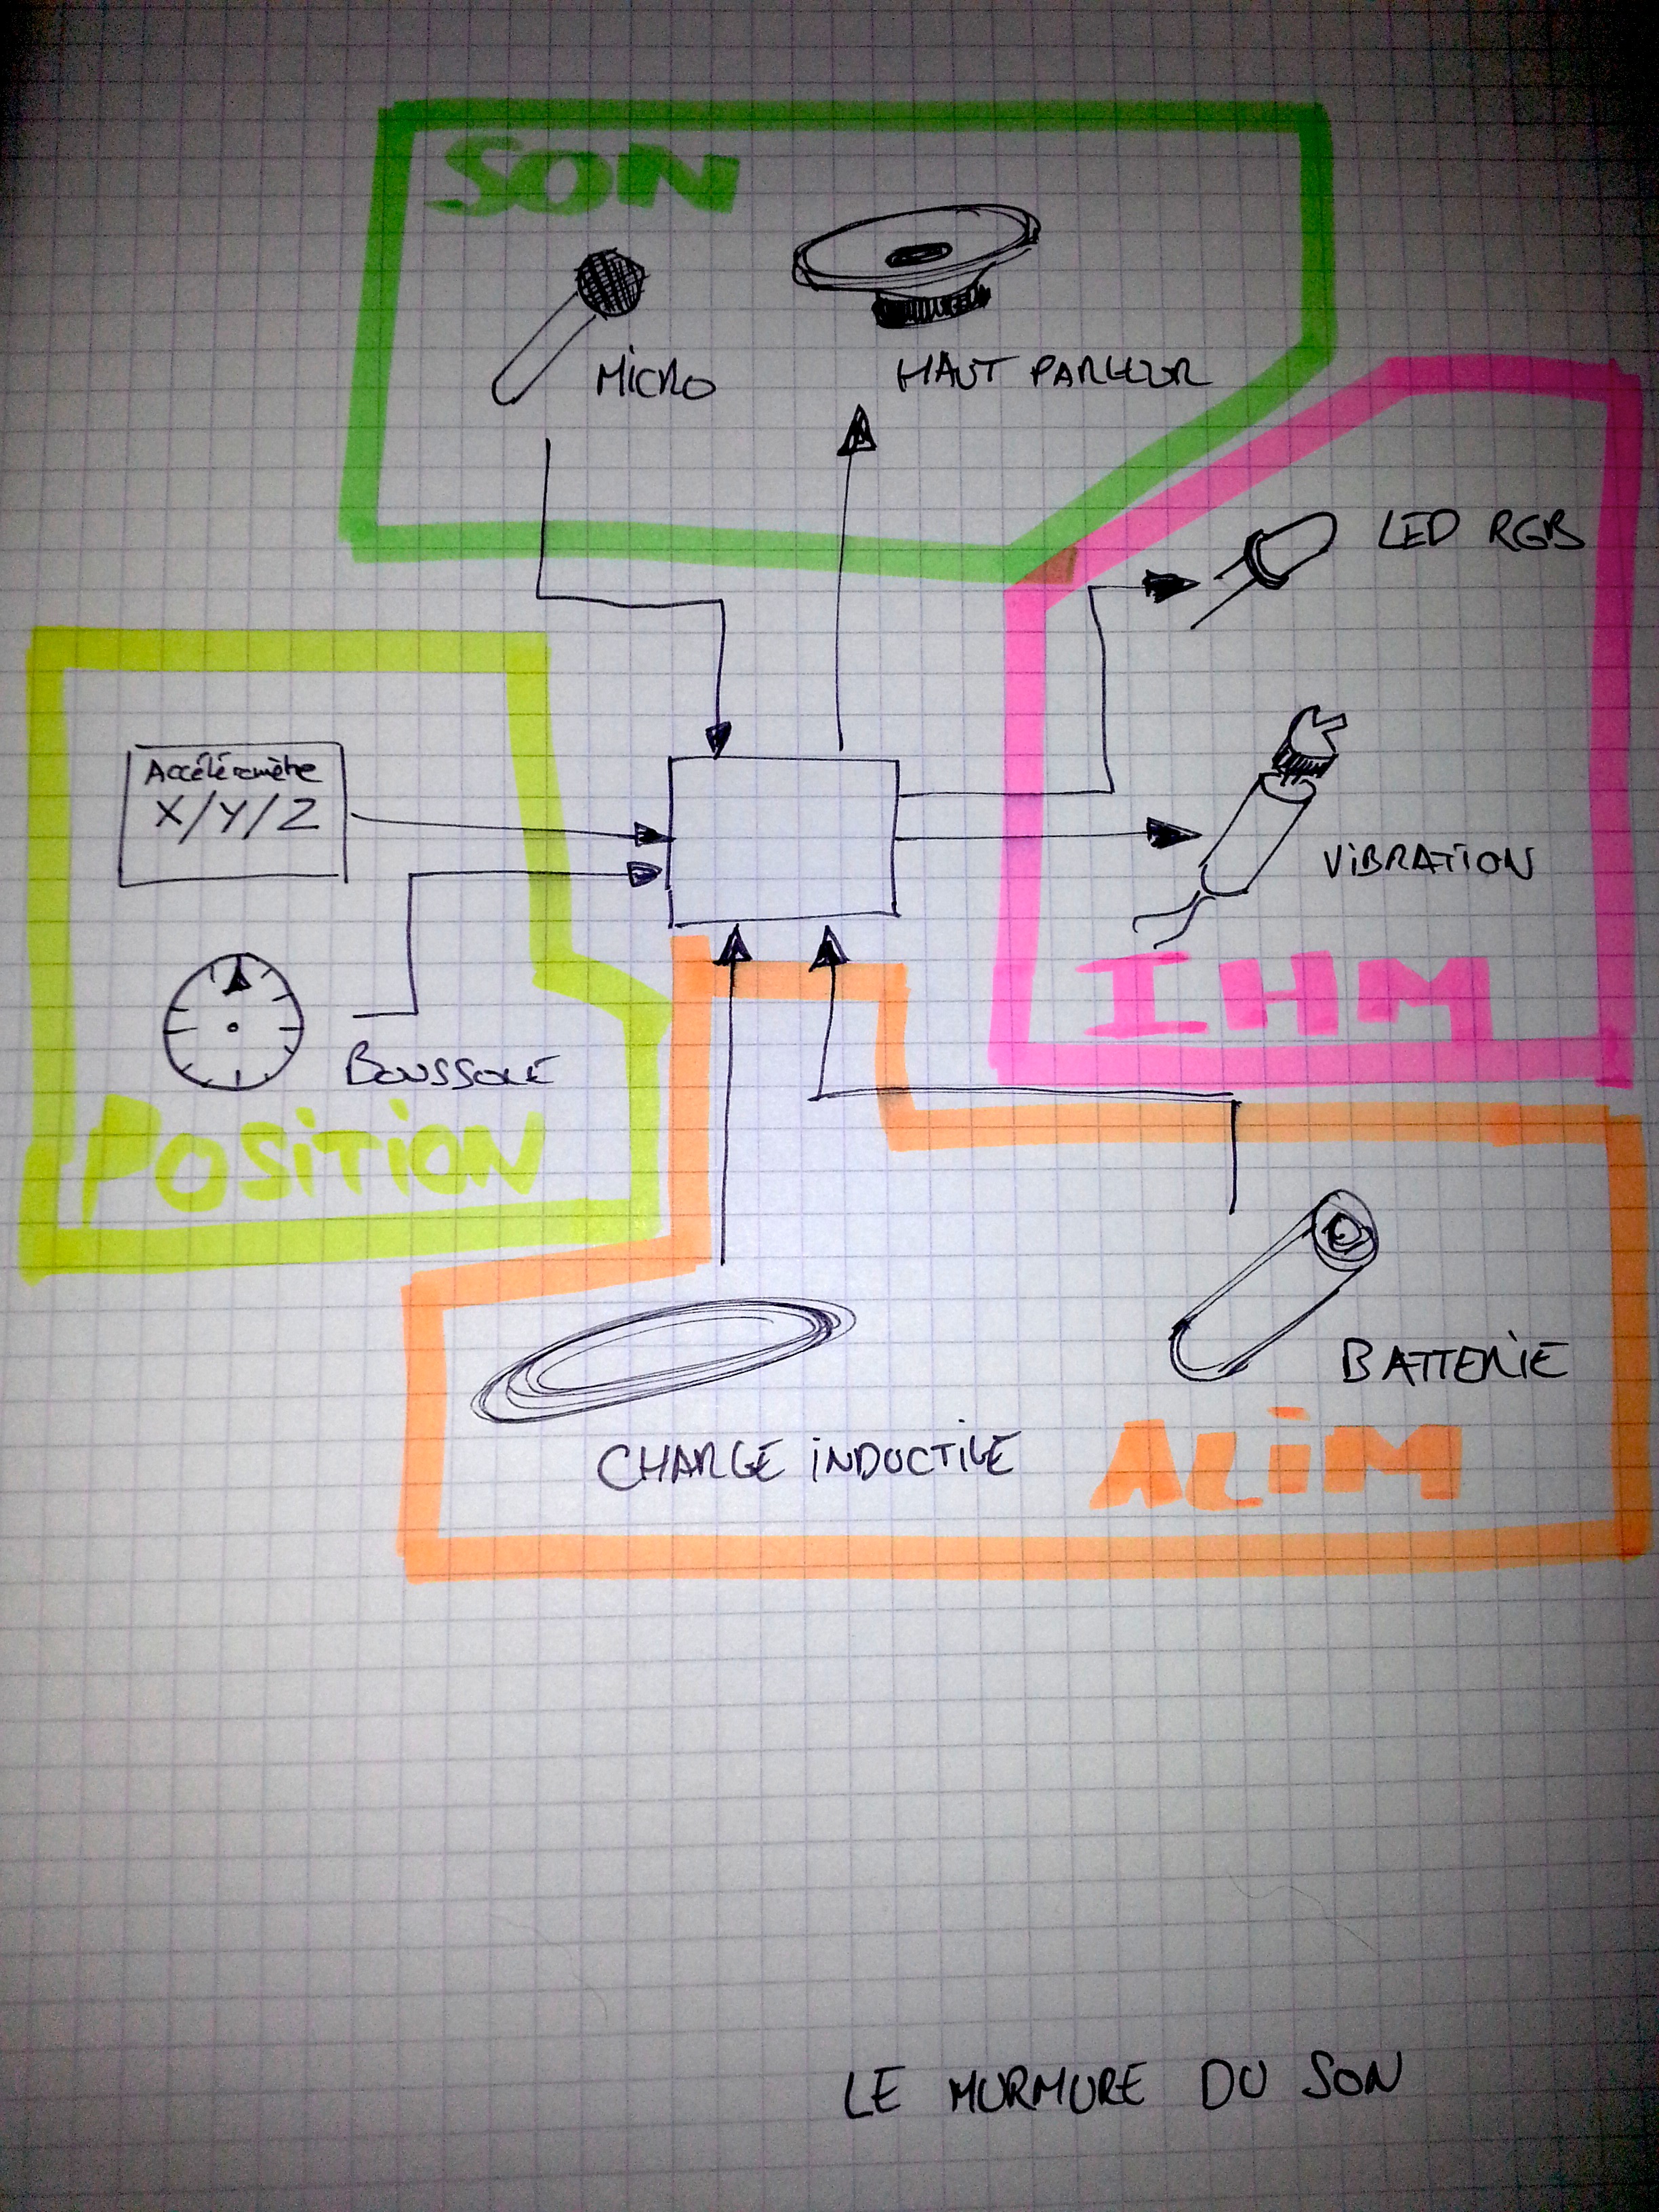 SON
MICRO
HAUT PARLEUR
LED RGB
Accéléromètre
X/Y/Z
VIBRATION
IHM
BOUSSOLE
POSITION
BATTERIE
CHARGE INDUCTIVE
ALIM
LE MURMURE DU SON